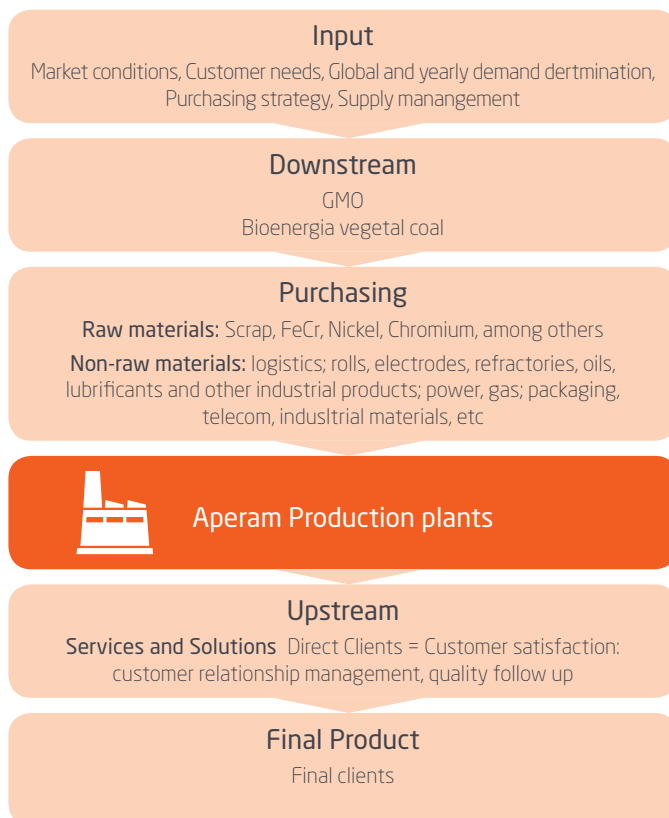 Input
Market conditions, Customer needs, Global and yearly demand dertmination,
Purchasing strategy, Supply manangement
Downstream
GMO
Bioenergia vegetal coal
Purchasing
Raw materials: Scrap, FeCr, Nickel, Chromium, among others
Non-raw materials: logistics; rolls, electrodes, refractories, oils,
lubrificants and other industrial products; power, gas; packaging,
telecom, indusltrial materials, etc
Aperam Production plants
Upstream
Services and Solutions Direct Clients = Customer satisfaction:
customer relationship management, quality follow up
Final Product
Final clients